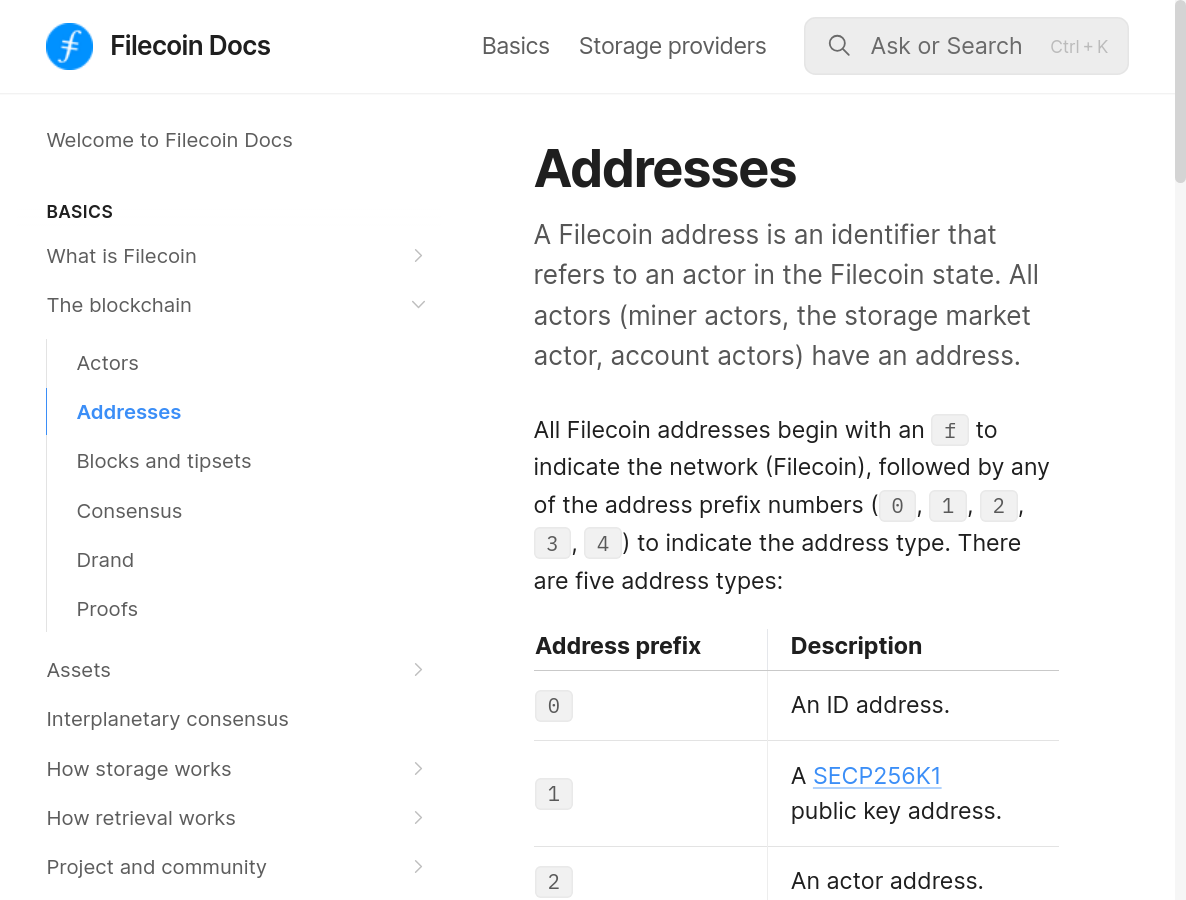 Filecoin Docs
Basics
Storage providers
Ask or Search
Ctrl + K
Welcome to Filecoin Docs
BASICS
What is Filecoin
The blockchain
Actors
Addresses
Blocks and tipsets
Consensus
Drand
Proofs
Assets
Interplanetary consensus
How storage works
How retrieval works
Project and community
Addresses
A Filecoin address is an identifier that
refers to an actor in the Filecoin state. All
actors (miner actors, the storage market
actor, account actors) have an address.
All Filecoin addresses begin with an f to
indicate the network (Filecoin), followed by any
of the address prefix numbers (0, 1, 2,
3, 4) to indicate the address type. There
are five address types:
Address prefix
Description
0
An ID address.
1
A SECP256K1
public key address.
2
An actor address.